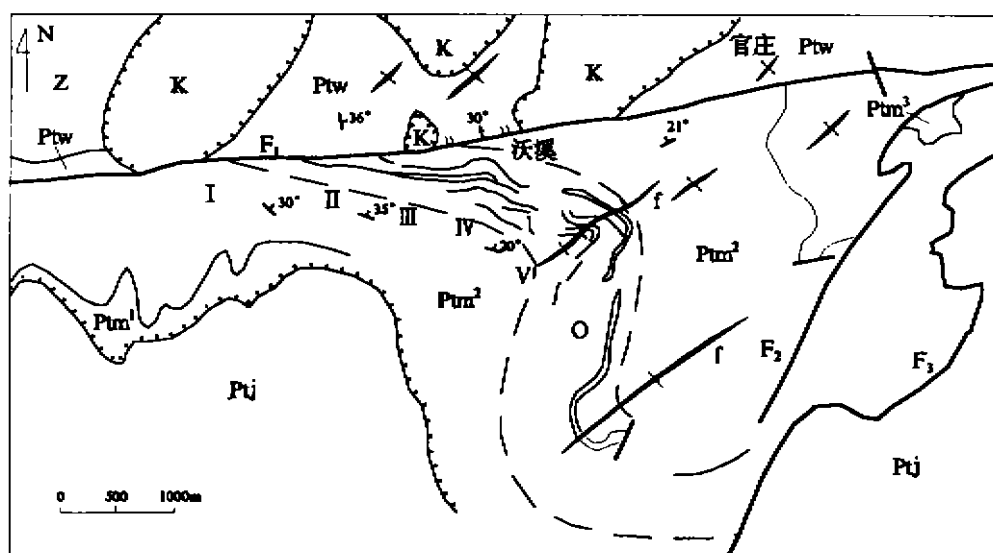 N
K
官庄
Ptw
Z
K
Ptw
K
Ptm³
36°
30°
K
21°
Ptw
F₁
沃溪
I
30°
II
35°
III
IV
20°
f
V
Ptm²
Ptm²
Ptm¹
O
f
F₂
F₃
Ptj
Ptj
0 500 1000m